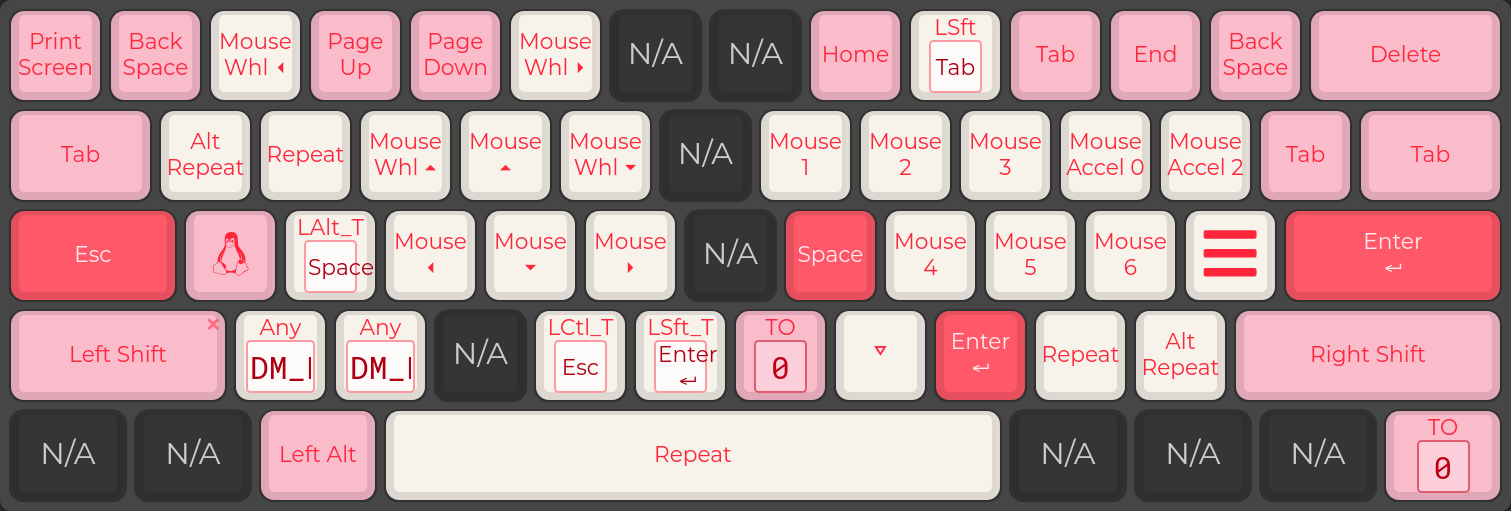 Print Screen
Back Space
Mouse Whl ◂
Page Up
Page Down
Mouse Whl ▸
N/A
N/A
Home
LSft
Tab
Tab
End
Back Space
Delete
Tab
Alt Repeat
Repeat
Mouse Whl ▴
Mouse ▴
Mouse Whl ▾
N/A
Mouse 1
Mouse 2
Mouse 3
Mouse Accel 0
Mouse Accel 2
Tab
Tab
Esc
LAlt_T
Space
Mouse ◂
Mouse ▾
Mouse ▸
N/A
Space
Mouse 4
Mouse 5
Mouse 6
Enter
Left Shift
Any
DM_
Any
DM_
N/A
LCtl_T
Esc
LSft_T
Enter
TO
0
▽
Enter
Repeat
Alt Repeat
Right Shift
N/A
N/A
Left Alt
Repeat
N/A
N/A
N/A
TO
0